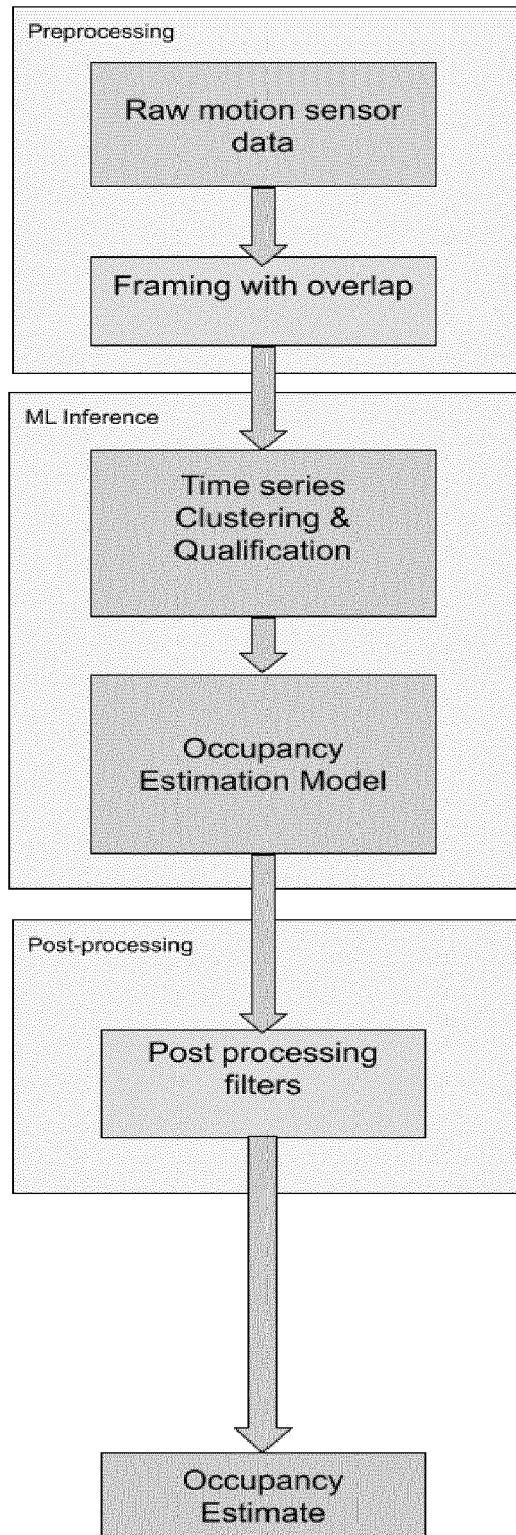 Preprocessing
Raw motion sensor
data
Framing with overlap
ML Inference
Time series
Clustering &
Qualification
Occupancy
Estimation Model
Post-processing
Post processing
filters
Occupancy
Estimate